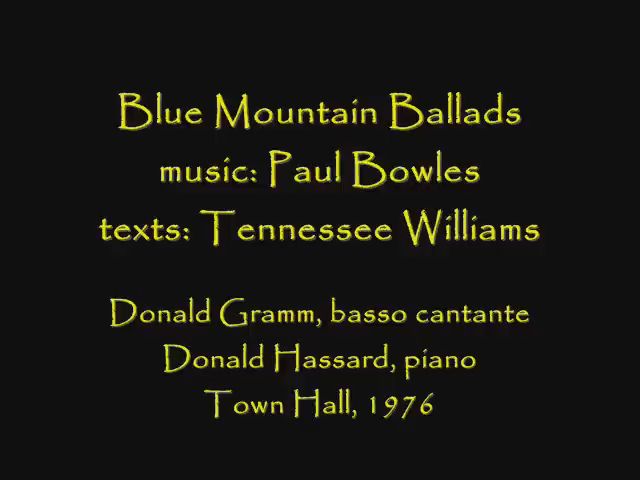 Blue Mountain Ballads
music: Paul Bowles
texts: Tennessee Williams
Donald Gramm, basso cantante
Donald Hassard, piano
Town Hall, 1976